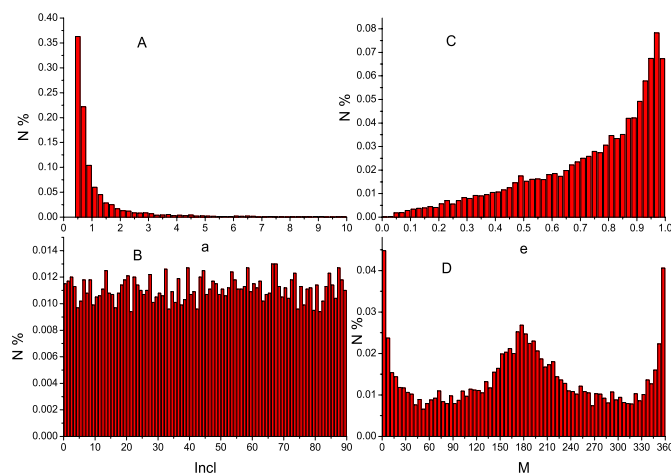 A
N %
0.40
0.35
0.30
0.25
0.20
0.15
0.10
0.05
0.00
0 1 2 3 4 5 6 7 8 9 10
a
C
N %
0.08
0.07
0.06
0.05
0.04
0.03
0.02
0.01
0.00
0.0 0.1 0.2 0.3 0.4 0.5 0.6 0.7 0.8 0.9 1.0
e
B
N %
0.014
0.012
0.010
0.008
0.006
0.004
0.002
0.000
0 10 20 30 40 50 60 70 80 90
Incl
D
N %
0.04
0.03
0.02
0.01
0.00
0 30 60 90 120 150 180 210 240 270 300 330 360
M